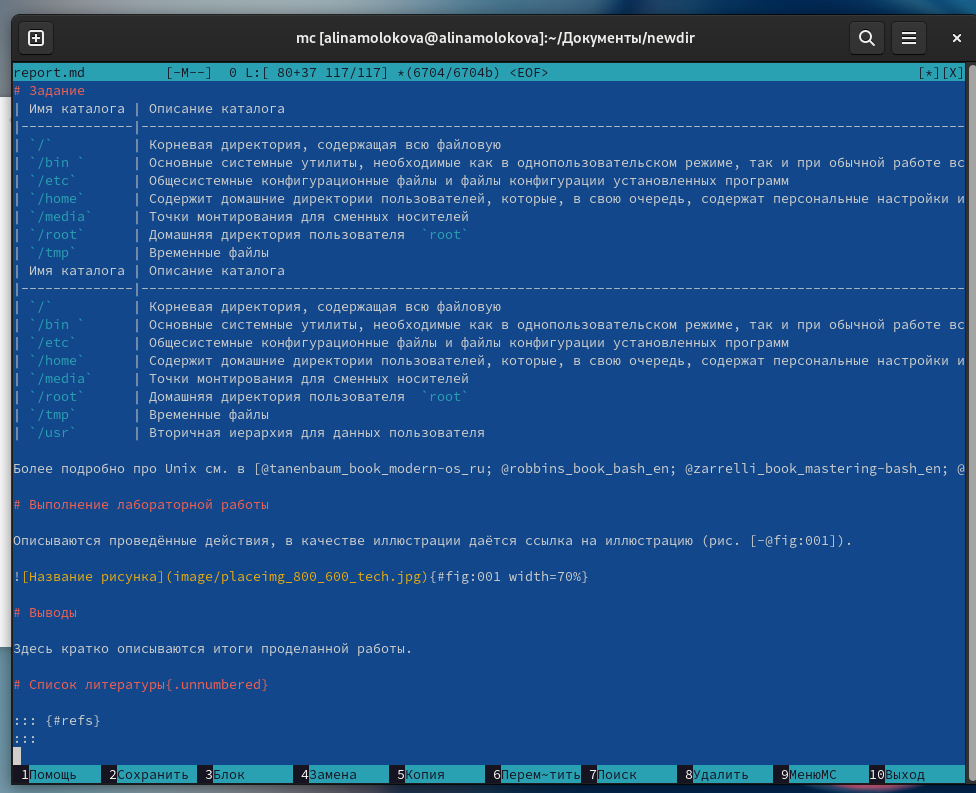 mc [alinamolokova@alinamolokova]:~/Документы/newdir
report.md [-M--] 0 L:[ 80+37 117/117] *(6704/6704b) <EOF> [*][X]
# Задание
| Имя каталога | Описание каталога
|--------------|--------------------------------------------------------------------------------------------------------
| `/` | Корневая директория, содержащая всю файловую
| `/bin ` | Основные системные утилиты, необходимые как в однопользовательском режиме, так и при обычной работе вс
| `/etc` | Общесистемные конфигурационные файлы и файлы конфигурации установленных программ
| `/home` | Содержит домашние директории пользователей, которые, в свою очередь, содержат персональные настройки и
| `/media` | Точки монтирования для сменных носителей
| `/root` | Домашняя директория пользователя `root`
| `/tmp` | Временные файлы
| Имя каталога | Описание каталога
|--------------|--------------------------------------------------------------------------------------------------------
| `/` | Корневая директория, содержащая всю файловую
| `/bin ` | Основные системные утилиты, необходимые как в однопользовательском режиме, так и при обычной работе вс
| `/etc` | Общесистемные конфигурационные файлы и файлы конфигурации установленных программ
| `/home` | Содержит домашние директории пользователей, которые, в свою очередь, содержат персональные настройки и
| `/media` | Точки монтирования для сменных носителей
| `/root` | Домашняя директория пользователя `root`
| `/tmp` | Временные файлы
| `/usr` | Вторичная иерархия для данных пользователя
Более подробно про Unix см. в [@tanenbaum_book_modern-os_ru; @robbins_book_bash_en; @zarrelli_book_mastering-bash_en; @
# Выполнение лабораторной работы
Описываются проведённые действия, в качестве иллюстрации даётся ссылка на иллюстрацию (рис. [-@fig:001]).
![Название рисунка](image/placeimg_800_600_tech.jpg){#fig:001 width=70%}
# Выводы
Здесь кратко описываются итоги проделанной работы.
# Список литературы{.unnumbered}
::: {#refs}
:::
1Помощь 2Сохранить 3Блок 4Замена 5Копия 6Перем~тить 7Поиск 8Удалить 9МенюМС 10Выход